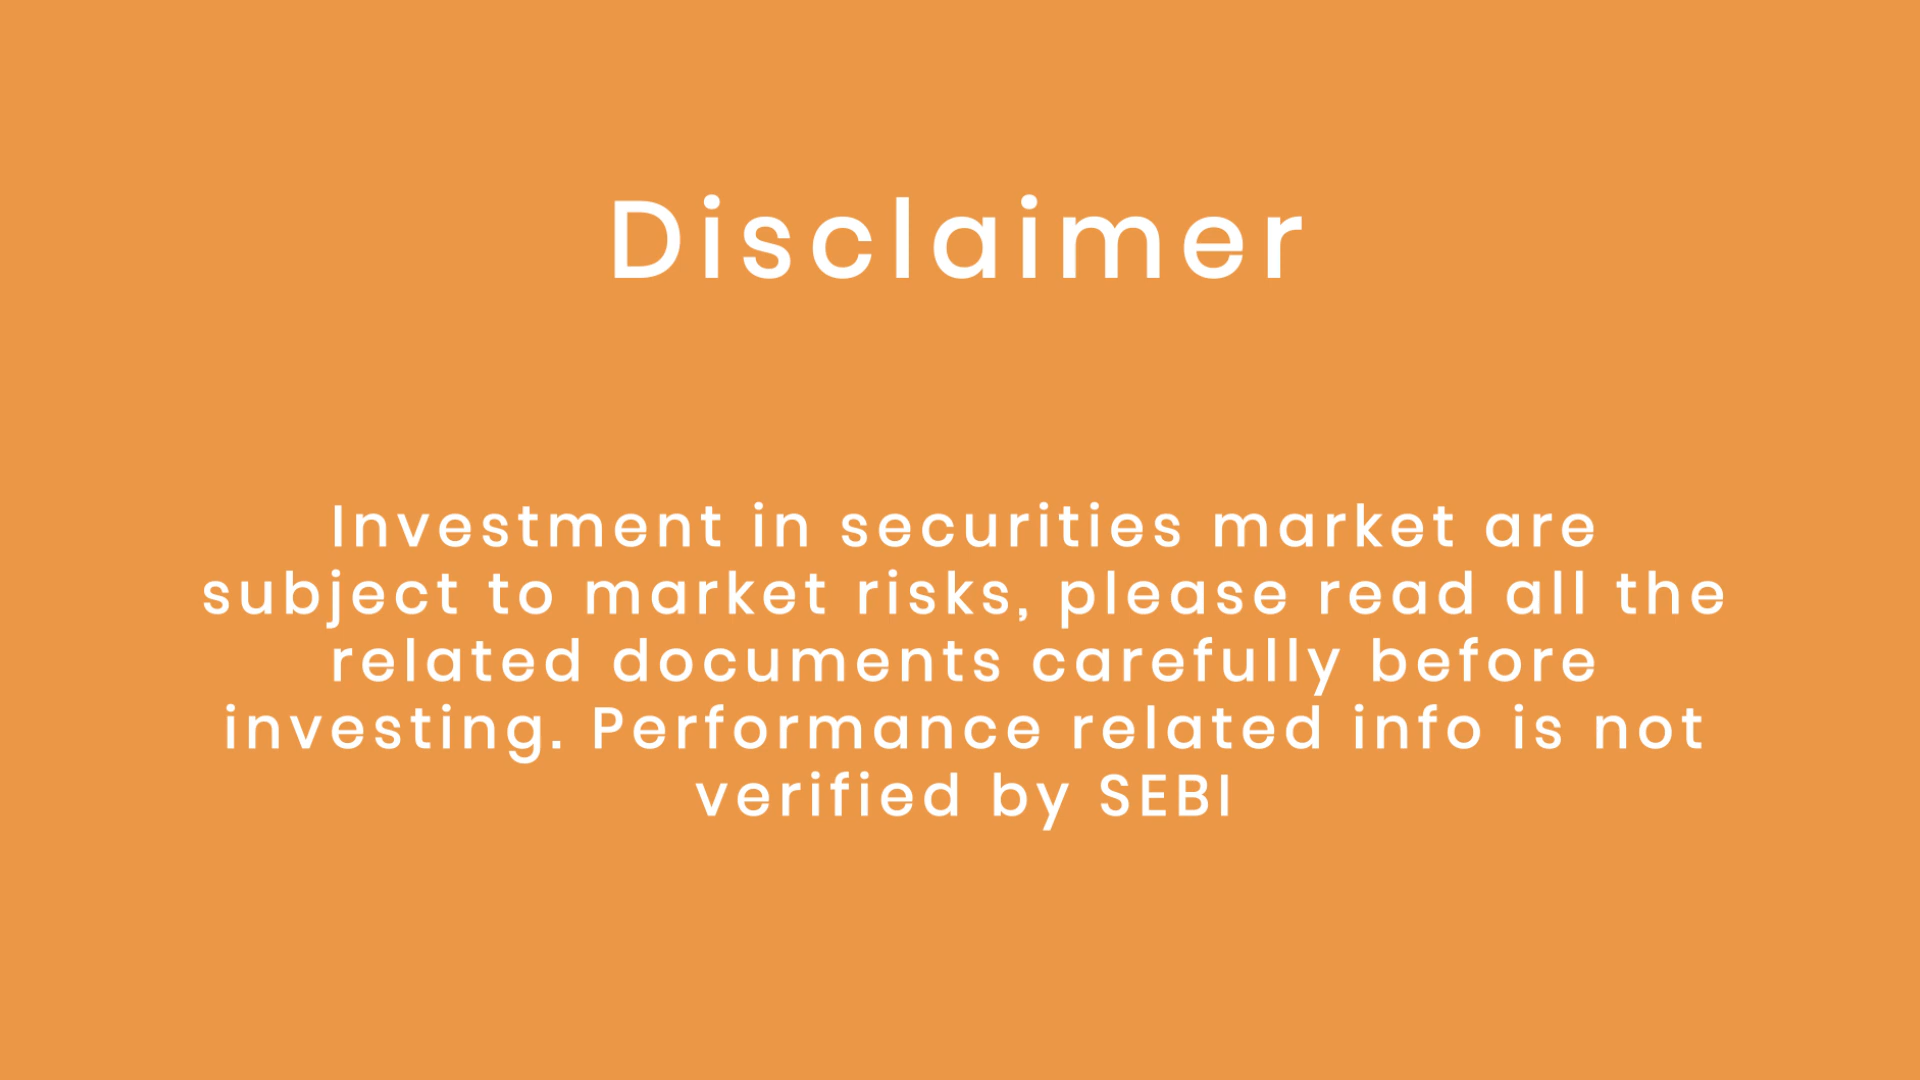 Disclaimer
Investment in securities market are
subject to market risks, please read all the
related documents carefully before
investing. Performance related info is not
verified by SEBI